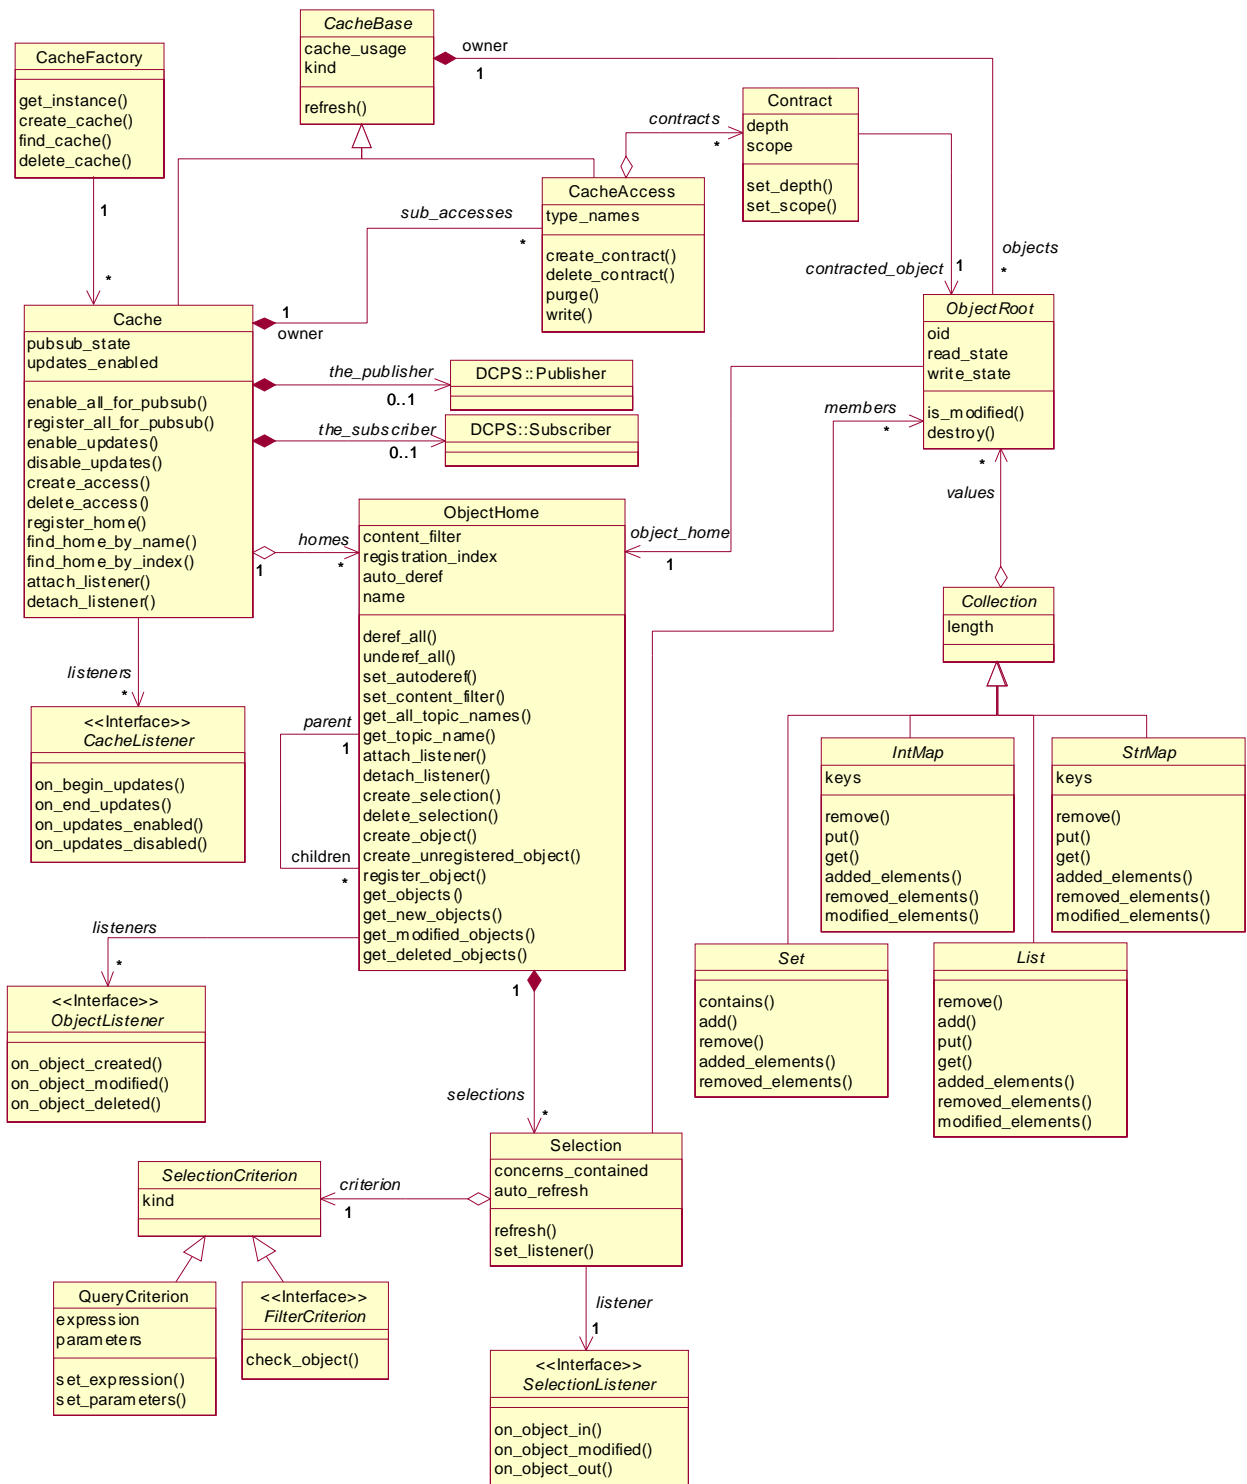 CacheBase
cache_usage
kind
refresh()
owner
1
CacheFactory
get_instance()
create_cache()
find_cache()
delete_cache()
1
*
contracts
*
Contract
depth
scope
set_depth()
set_scope()
CacheAccess
type_names
create_contract()
delete_contract()
purge()
write()
sub_accesses
*
1
owner
objects
*
contracted_object
1
Cache
pubsub_state
updates_enabled
enable_all_for_pubsub()
register_all_for_pubsub()
enable_updates()
disable_updates()
create_access()
delete_access()
register_home()
find_home_by_name()
find_home_by_index()
attach_listener()
detach_listener()
the_publisher
0..1
DCPS::Publisher
the_subscriber
0..1
DCPS::Subscriber
ObjectRoot
oid
read_state
write_state
is_modified()
destroy()
members
*
*
values
homes
1
*
object_home
1
ObjectHome
content_filter
registration_index
auto_deref
name
deref_all()
underef_all()
set_autoderef()
set_content_filter()
get_all_topic_names()
get_topic_name()
attach_listener()
detach_listener()
create_selection()
delete_selection()
create_object()
create_unregistered_object()
register_object()
get_objects()
get_new_objects()
get_modified_objects()
get_deleted_objects()
parent
1
children
*
Collection
length
listeners
*
<<Interface>>
CacheListener
on_begin_updates()
on_end_updates()
on_updates_enabled()
on_updates_disabled()
IntMap
keys
remove()
put()
get()
added_elements()
removed_elements()
modified_elements()
StrMap
keys
remove()
put()
get()
added_elements()
removed_elements()
modified_elements()
Set
contains()
add()
remove()
added_elements()
removed_elements()
List
remove()
add()
put()
get()
added_elements()
removed_elements()
modified_elements()
listeners
*
<<Interface>>
ObjectListener
on_object_created()
on_object_modified()
on_object_deleted()
1
selections
*
Selection
concerns_contained
auto_refresh
refresh()
set_listener()
criterion
1
SelectionCriterion
kind
QueryCriterion
expression
parameters
set_expression()
set_parameters()
<<Interface>>
FilterCriterion
check_object()
listener
1
<<Interface>>
SelectionListener
on_object_in()
on_object_modified()
on_object_out()